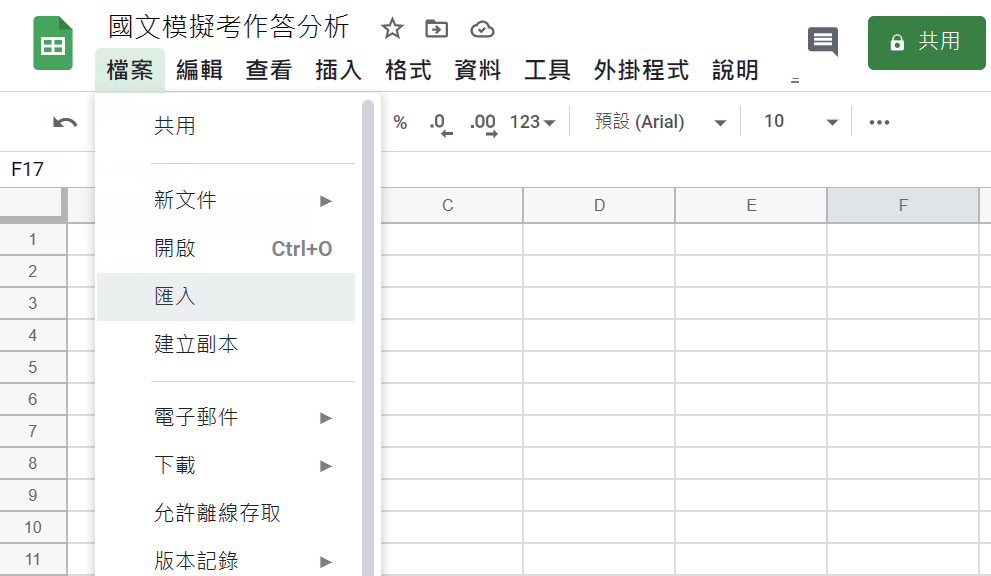 國文模擬考作答分析
共用
檔案 編輯 查看 插入 格式 資料 工具 外掛程式 說明
% .0 .00 123 預設 (Arial) 10
F17
共用
新文件
開啟 Ctrl+O
匯入
建立副本
電子郵件
下載
允許離線存取
版本記錄
C D E F
1
2
3
4
5
6
7
8
9
10
11